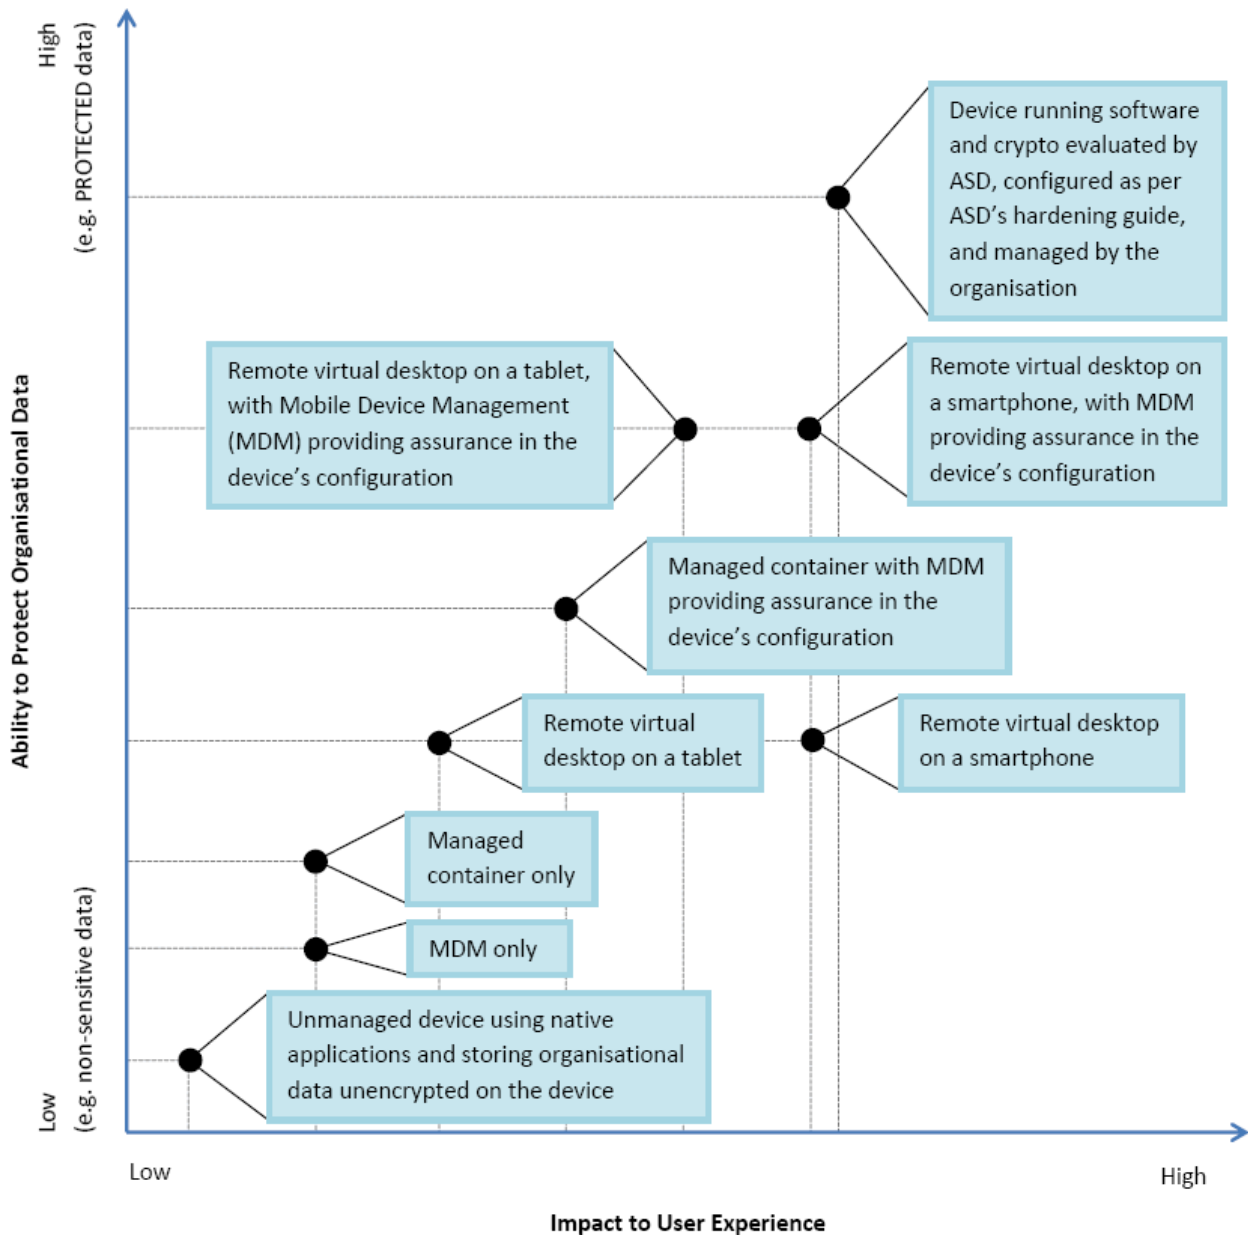 High
(e.g. PROTECTED data)
Ability to Protect Organisational Data
Low
(e.g. non-sensitive data)
Device running software
and crypto evaluated by
ASD, configured as per
ASD's hardening guide,
and managed by the
organisation
Remote virtual desktop on a tablet,
with Mobile Device Management
(MDM) providing assurance in the
device's configuration
Remote virtual desktop on
a smartphone, with MDM
providing assurance in the
device's configuration
Managed container with MDM
providing assurance in the
device's configuration
Remote virtual
desktop on a tablet
Remote virtual desktop
on a smartphone
Managed
container only
MDM only
Unmanaged device using native
applications and storing organisational
data unencrypted on the device
Low
High
Impact to User Experience